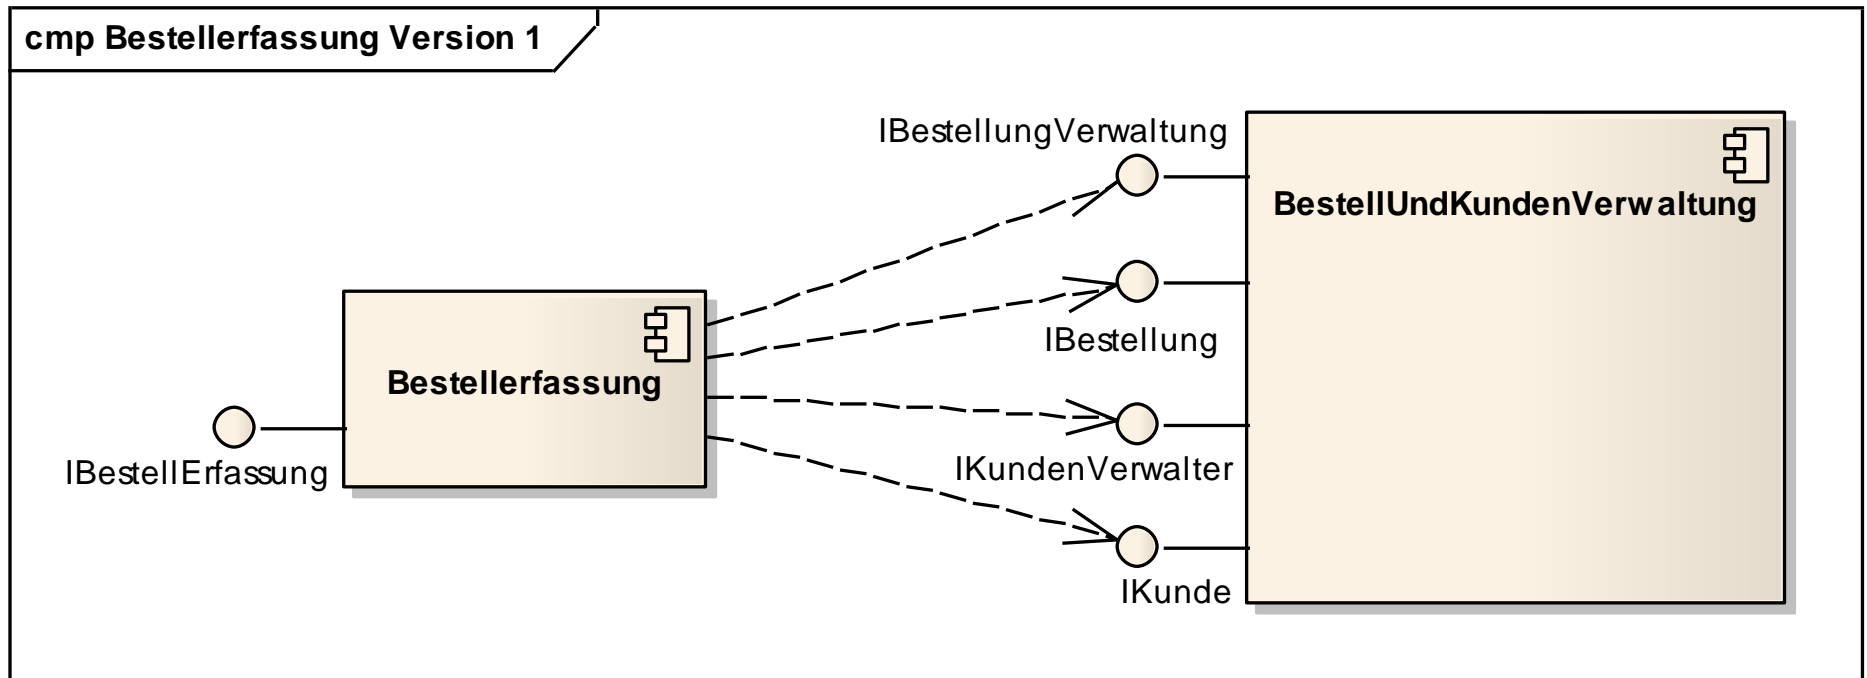 cmp Bestellerfassung Version 1
IBestellungVerwaltung
BestellUndKundenVerwaltung
IBestellung
Bestellerfassung
IBestellErfassung
IKundenVerwalter
IKunde